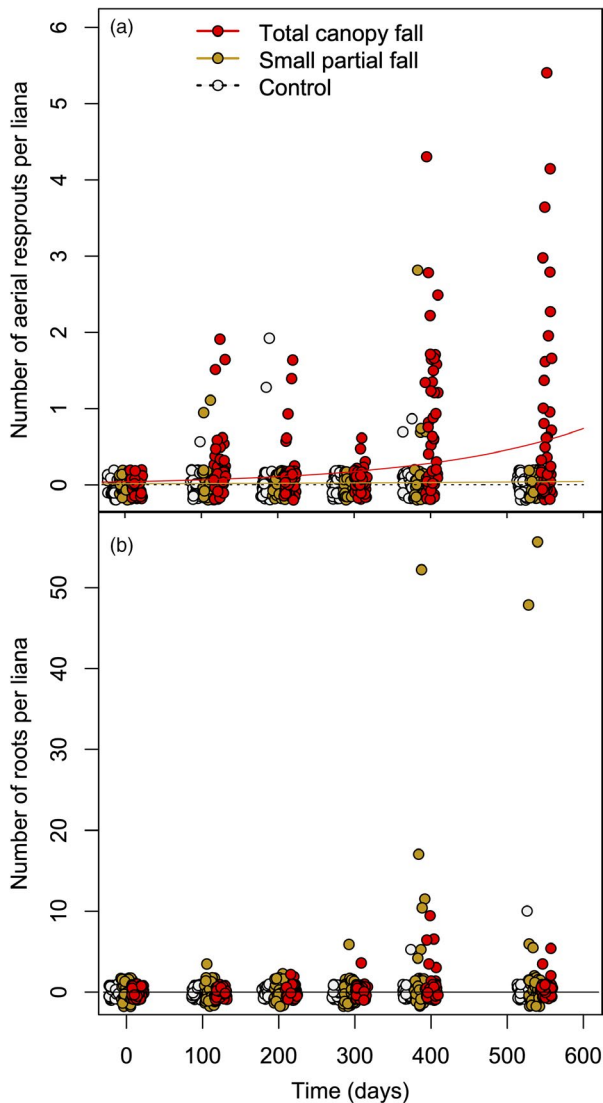 (a)
Total canopy fall
Small partial fall
Control
Number of aerial resprouts per liana
6
5
4
3
2
1
0
(b)
Number of roots per liana
50
40
30
20
10
0
0 100 200 300 400 500 600
Time (days)